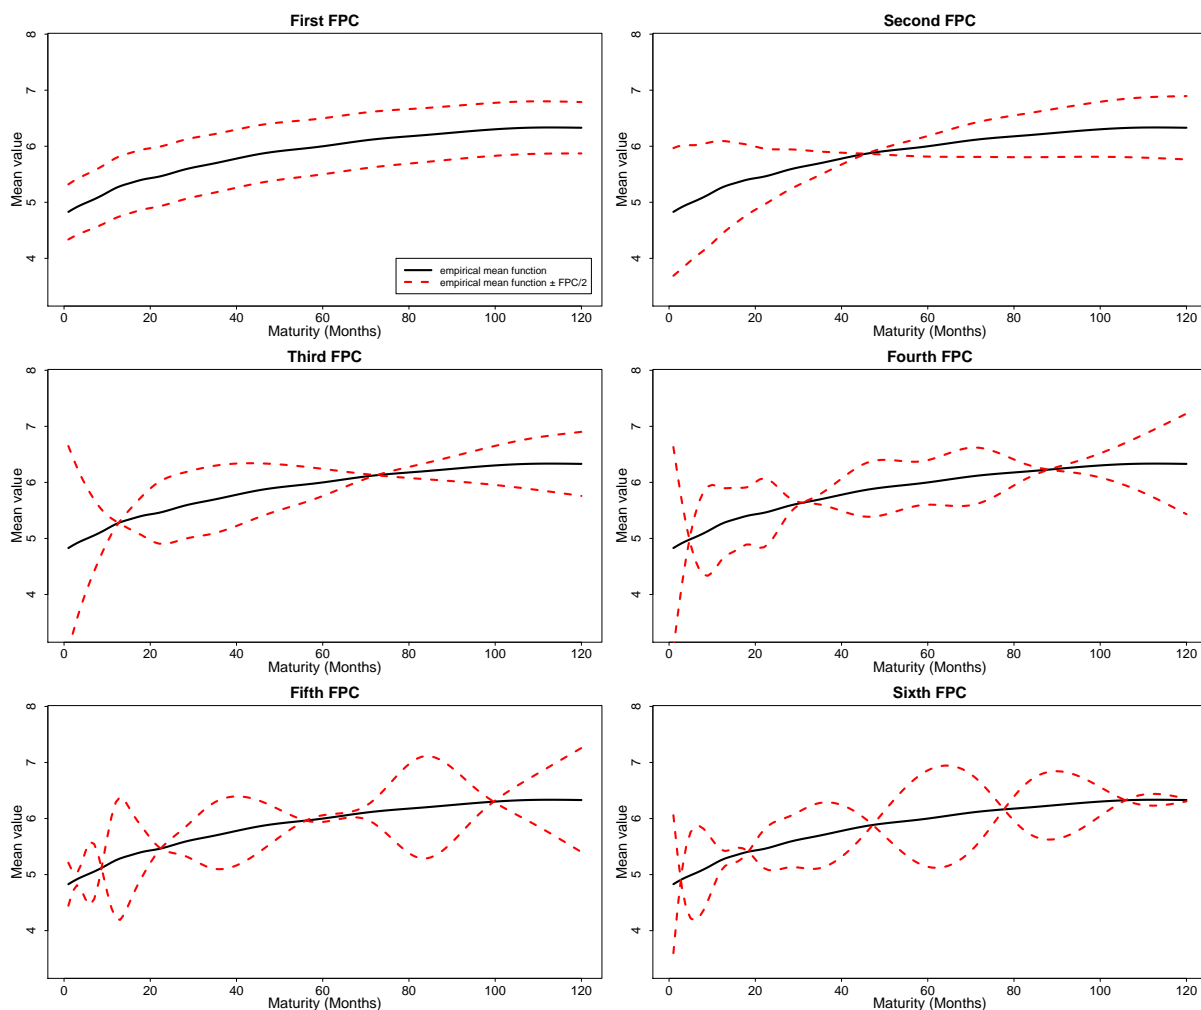 First FPC
Mean value
8
7
6
5
4
empirical mean function
empirical mean function ± FPC/2
0 20 40 60 80 100 120
Maturity (Months)
Second FPC
Mean value
8
7
6
5
4
0 20 40 60 80 100 120
Maturity (Months)
Third FPC
Mean value
8
7
6
5
4
0 20 40 60 80 100 120
Maturity (Months)
Fourth FPC
Mean value
8
7
6
5
4
0 20 40 60 80 100 120
Maturity (Months)
Fifth FPC
Mean value
8
7
6
5
4
0 20 40 60 80 100 120
Maturity (Months)
Sixth FPC
Mean value
8
7
6
5
4
0 20 40 60 80 100 120
Maturity (Months)